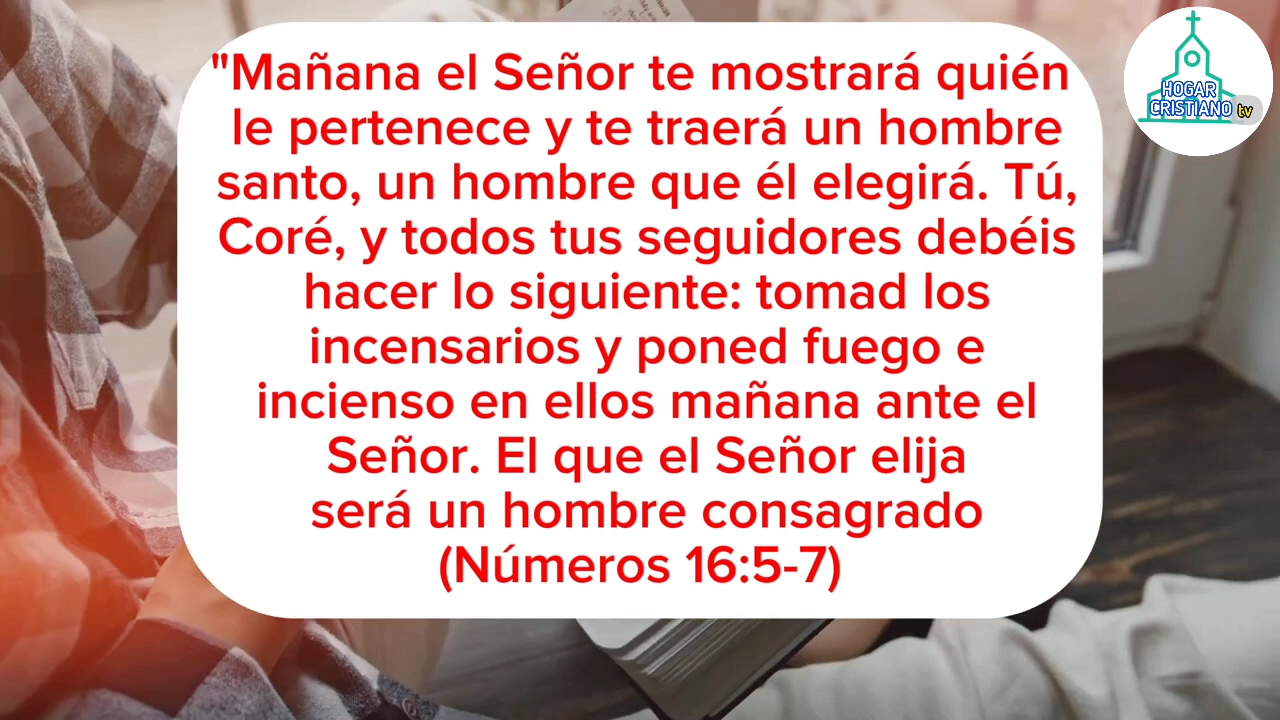 "Mañana el Señor te mostrará quién
le pertenece y te traerá un hombre
santo, un hombre que él elegirá. Tú,
Coré, y todos tus seguidores debéis
hacer lo siguiente: tomad los
incensarios y poned fuego e
incienso en ellos mañana ante el
Señor. El que el Señor elija
será un hombre consagrado
(Números 16:5-7)
HOGAR
CRISTIANO tv